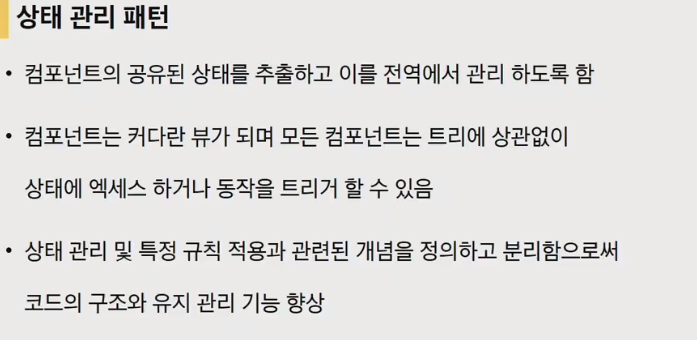 상태 관리 패턴
• 컴포넌트의 공유된 상태를 추출하고 이를 전역에서 관리 하도록 함
• 컴포넌트는 커다란 뷰가 되며 모든 컴포넌트는 트리에 상관없이
상태에 엑세스 하거나 동작을 트리거 할 수 있음
• 상태 관리 및 특정 규칙 적용과 관련된 개념을 정의하고 분리함으로써
코드의 구조와 유지 관리 기능 향상